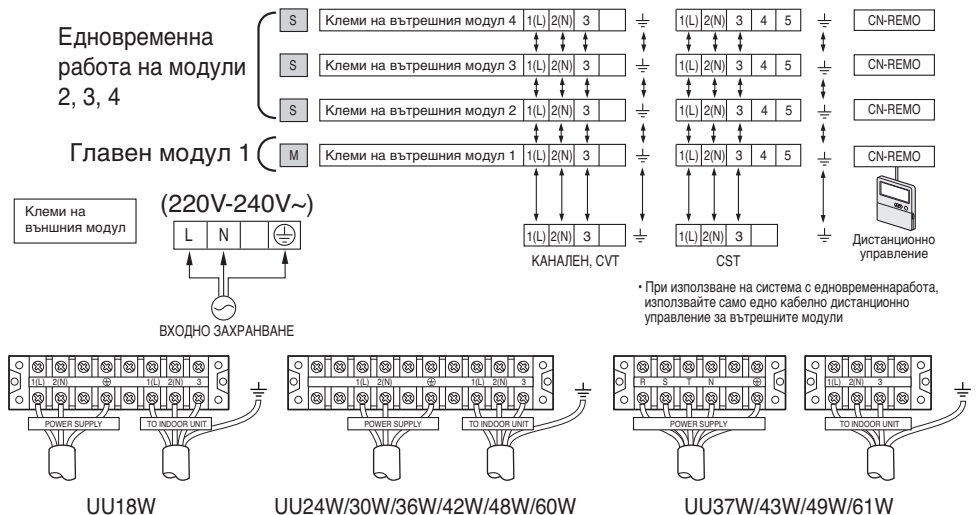 Едновременна
работа на модули
2, 3, 4
S Клеми на вътрешния модул 4 1(L) 2(N) 3 1(L) 2(N) 3 4 5 CN-REMO
S Клеми на вътрешния модул 3 1(L) 2(N) 3 1(L) 2(N) 3 4 5 CN-REMO
S Клеми на вътрешния модул 2 1(L) 2(N) 3 1(L) 2(N) 3 4 5 CN-REMO
Главен модул 1 M Клеми на вътрешния модул 1 1(L) 2(N) 3 1(L) 2(N) 3 4 5 CN-REMO
Клеми на
външния модул
(220V-240V~)
L N
ВХОДНО ЗАХРАНВАНЕ
1(L) 2(N) 3
КАНАЛЕН, CVT
1(L) 2(N) 3
CST
Дистанционно
управление
• При използване на система с едновременнаработа,
използвайте само едно кабелно дистанционно
управление за вътрешните модули
1(L) 2(N) 1(L) 2(N) 3
POWER SUPPLY TO INDOOR UNIT
UU18W
1(L) 2(N) 1(L) 2(N) 3
POWER SUPPLY TO INDOOR UNIT
UU24W/30W/36W/42W/48W/60W
R S T N 1(L) 2(N) 3
POWER SUPPLY TO INDOOR UNIT
UU37W/43W/49W/61W